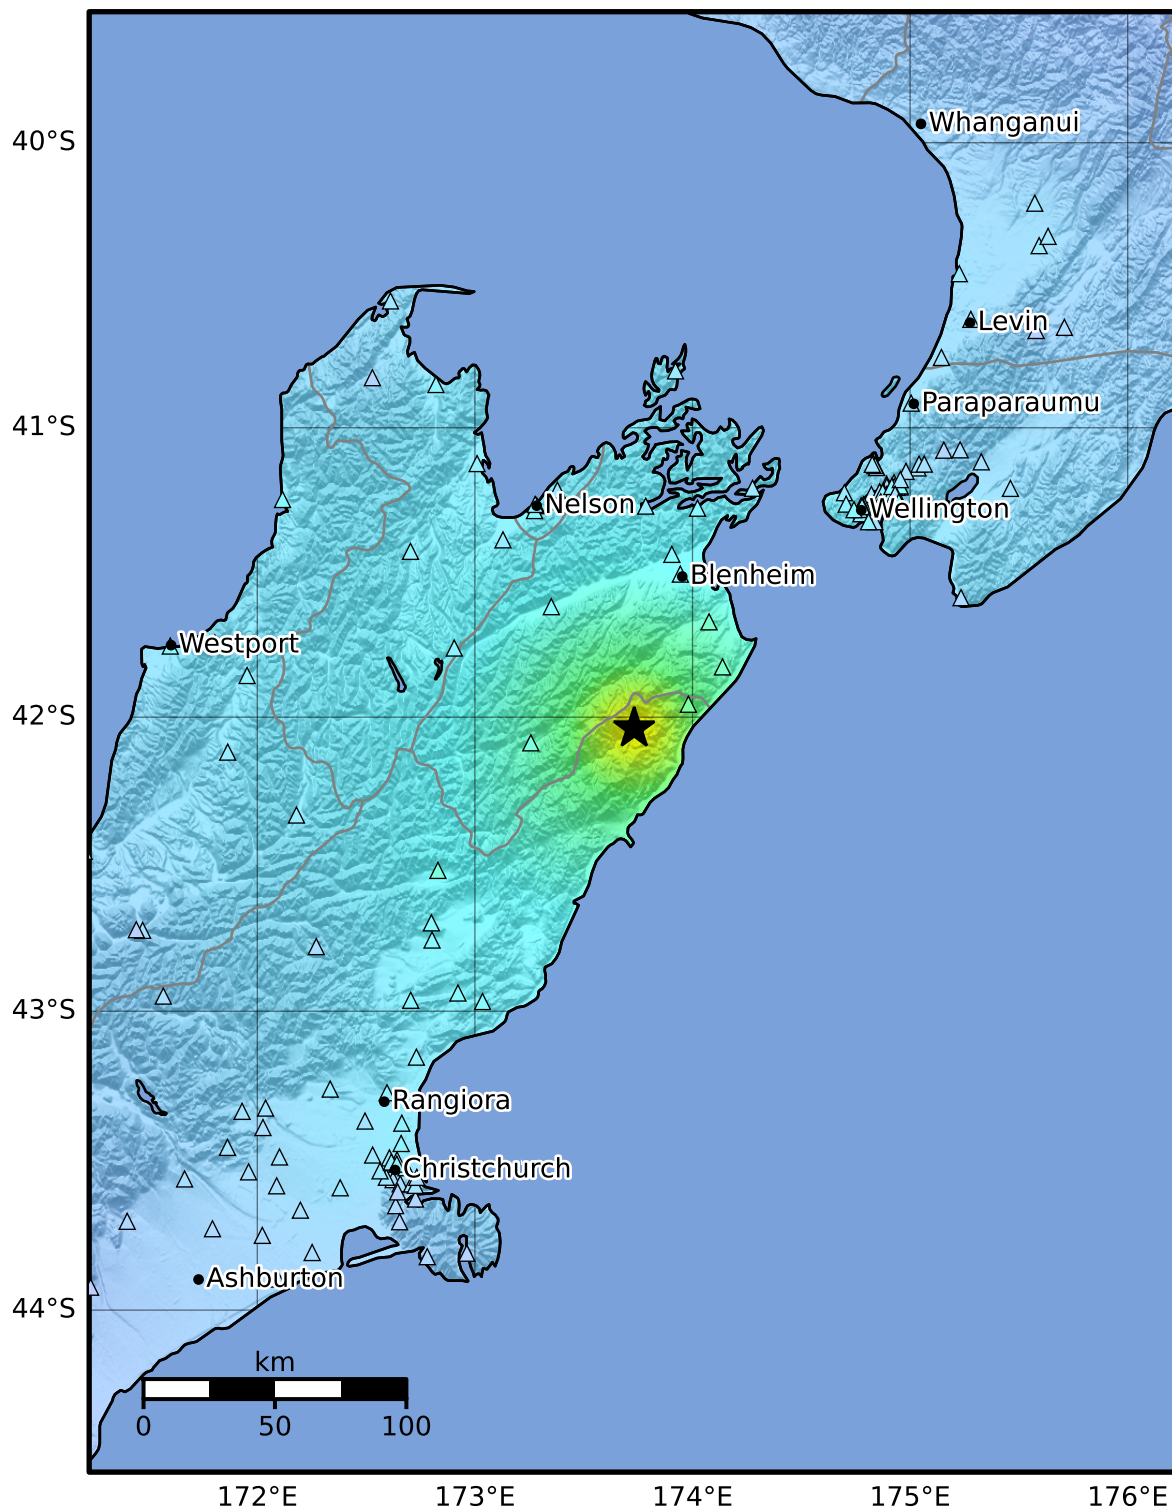 Whanganui
40°S
Levin
Paraparaumu
41°S
Nelson
Wellington
Blenheim
Westport
42°S
43°S
Rangiora
Christchurch
Ashburton
44°S
km
0 50 100
172°E 173°E 174°E 175°E 176°E